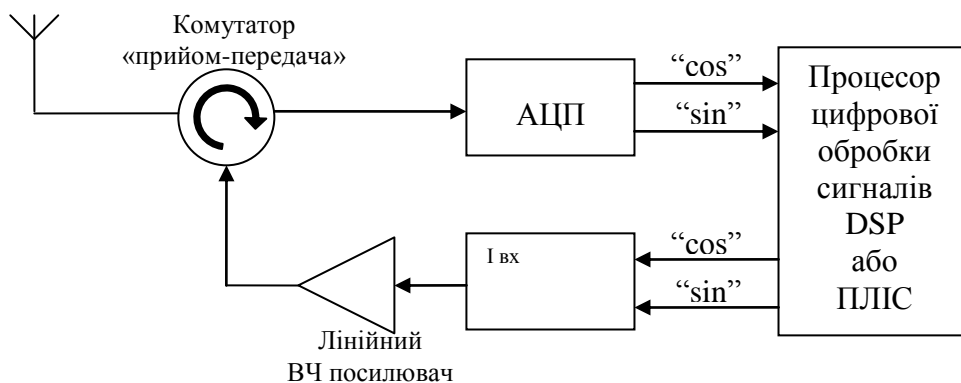 Комутатор
«прийом-передача»
АЦП
“cos”
“sin”
Процесор
цифрової
обробки
сигналів
DSP
або
ПЛІС
І вх
“cos”
“sin”
Лінійний
ВЧ посилювач